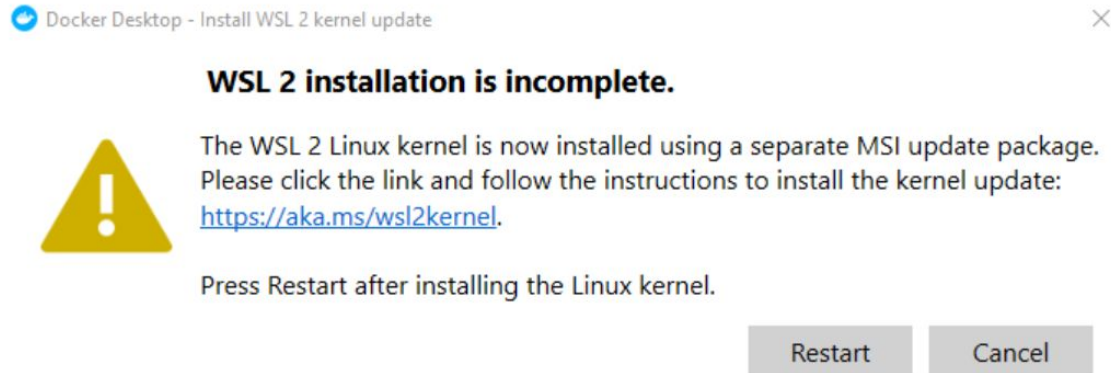 Docker Desktop - Install WSL 2 kernel update
WSL 2 installation is incomplete.
The WSL 2 Linux kernel is now installed using a separate MSI update package.
Please click the link and follow the instructions to install the kernel update:
https://aka.ms/wsl2kernel.
Press Restart after installing the Linux kernel.
Restart Cancel